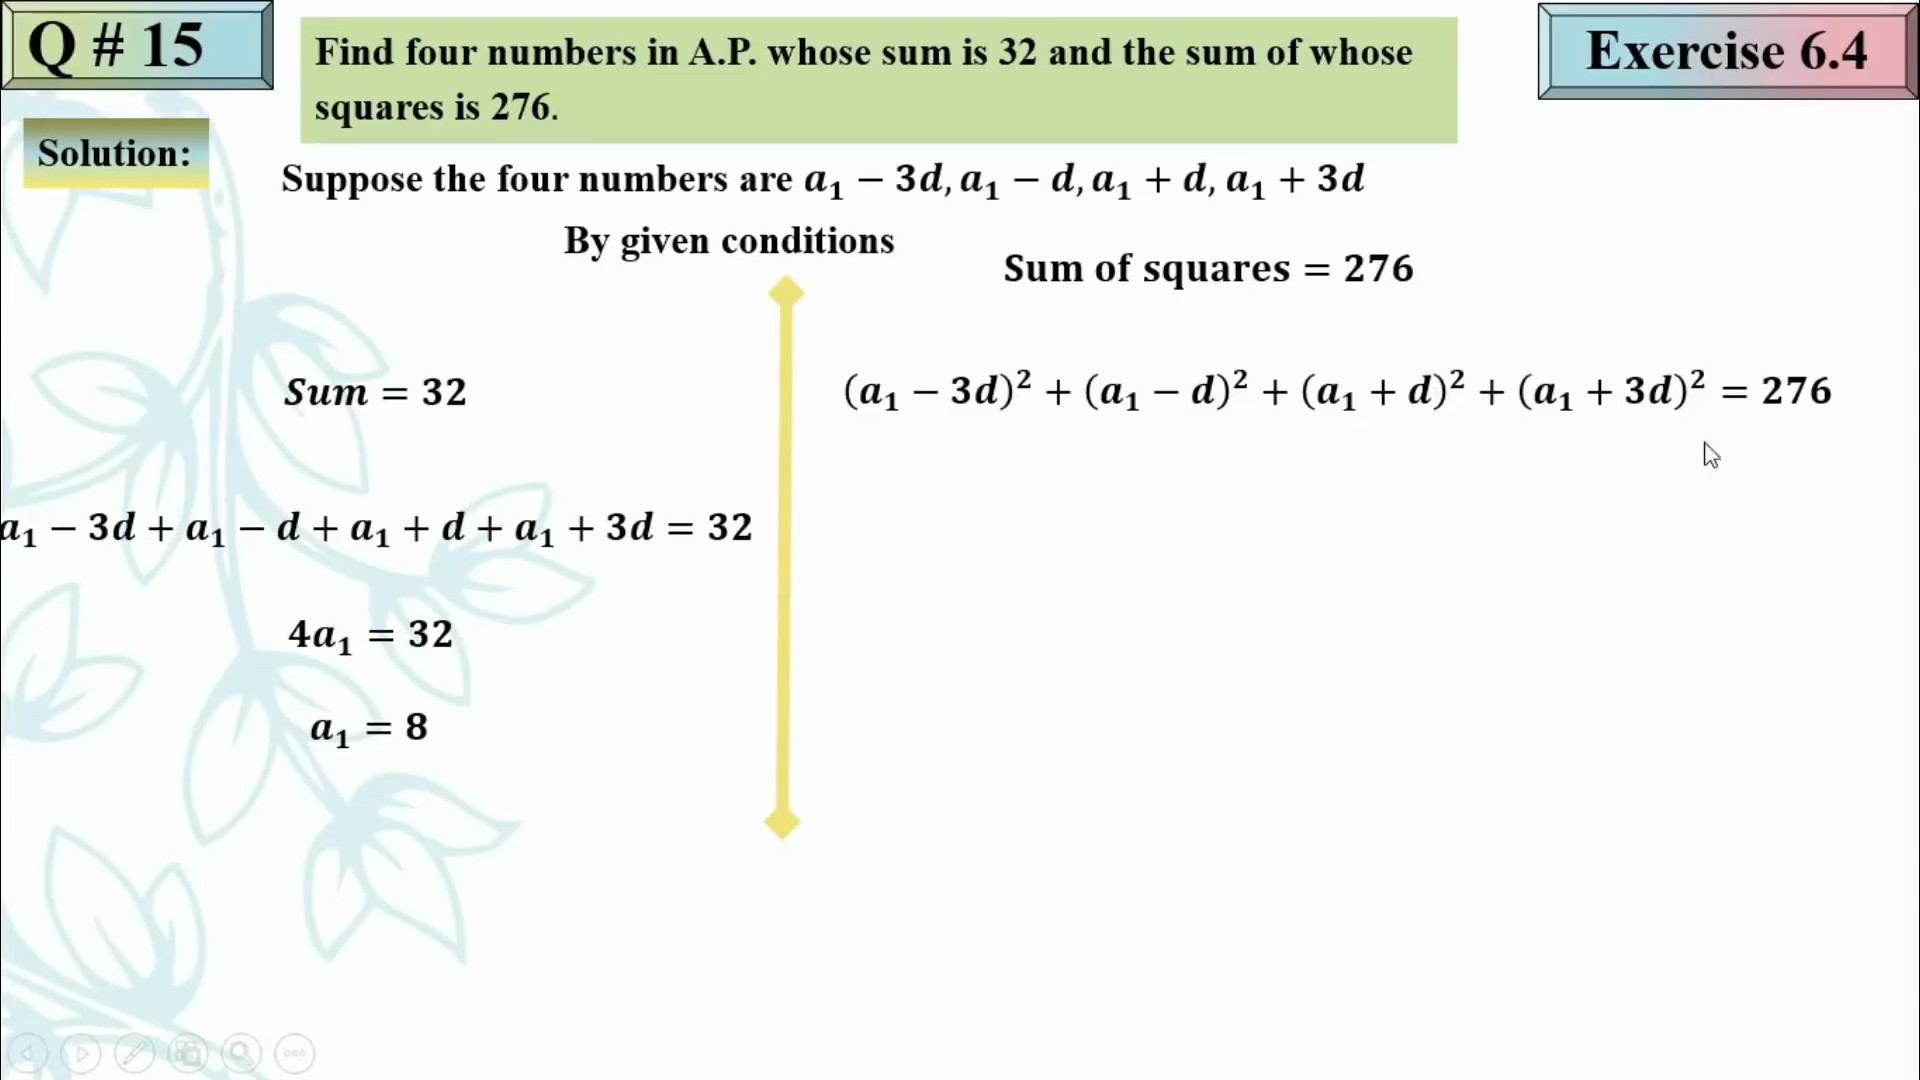 Q # 15
Find four numbers in A.P. whose sum is 32 and the sum of whose
squares is 276.
Exercise 6.4
Solution:
Suppose the four numbers are a₁ − 3d, a₁ − d, a₁ + d, a₁ + 3d
By given conditions
Sum of squares = 276
Sum = 32
(a₁ − 3d)² + (a₁ − d)² + (a₁ + d)² + (a₁ + 3d)² = 276
a₁ − 3d + a₁ − d + a₁ + d + a₁ + 3d = 32
4a₁ = 32
a₁ = 8